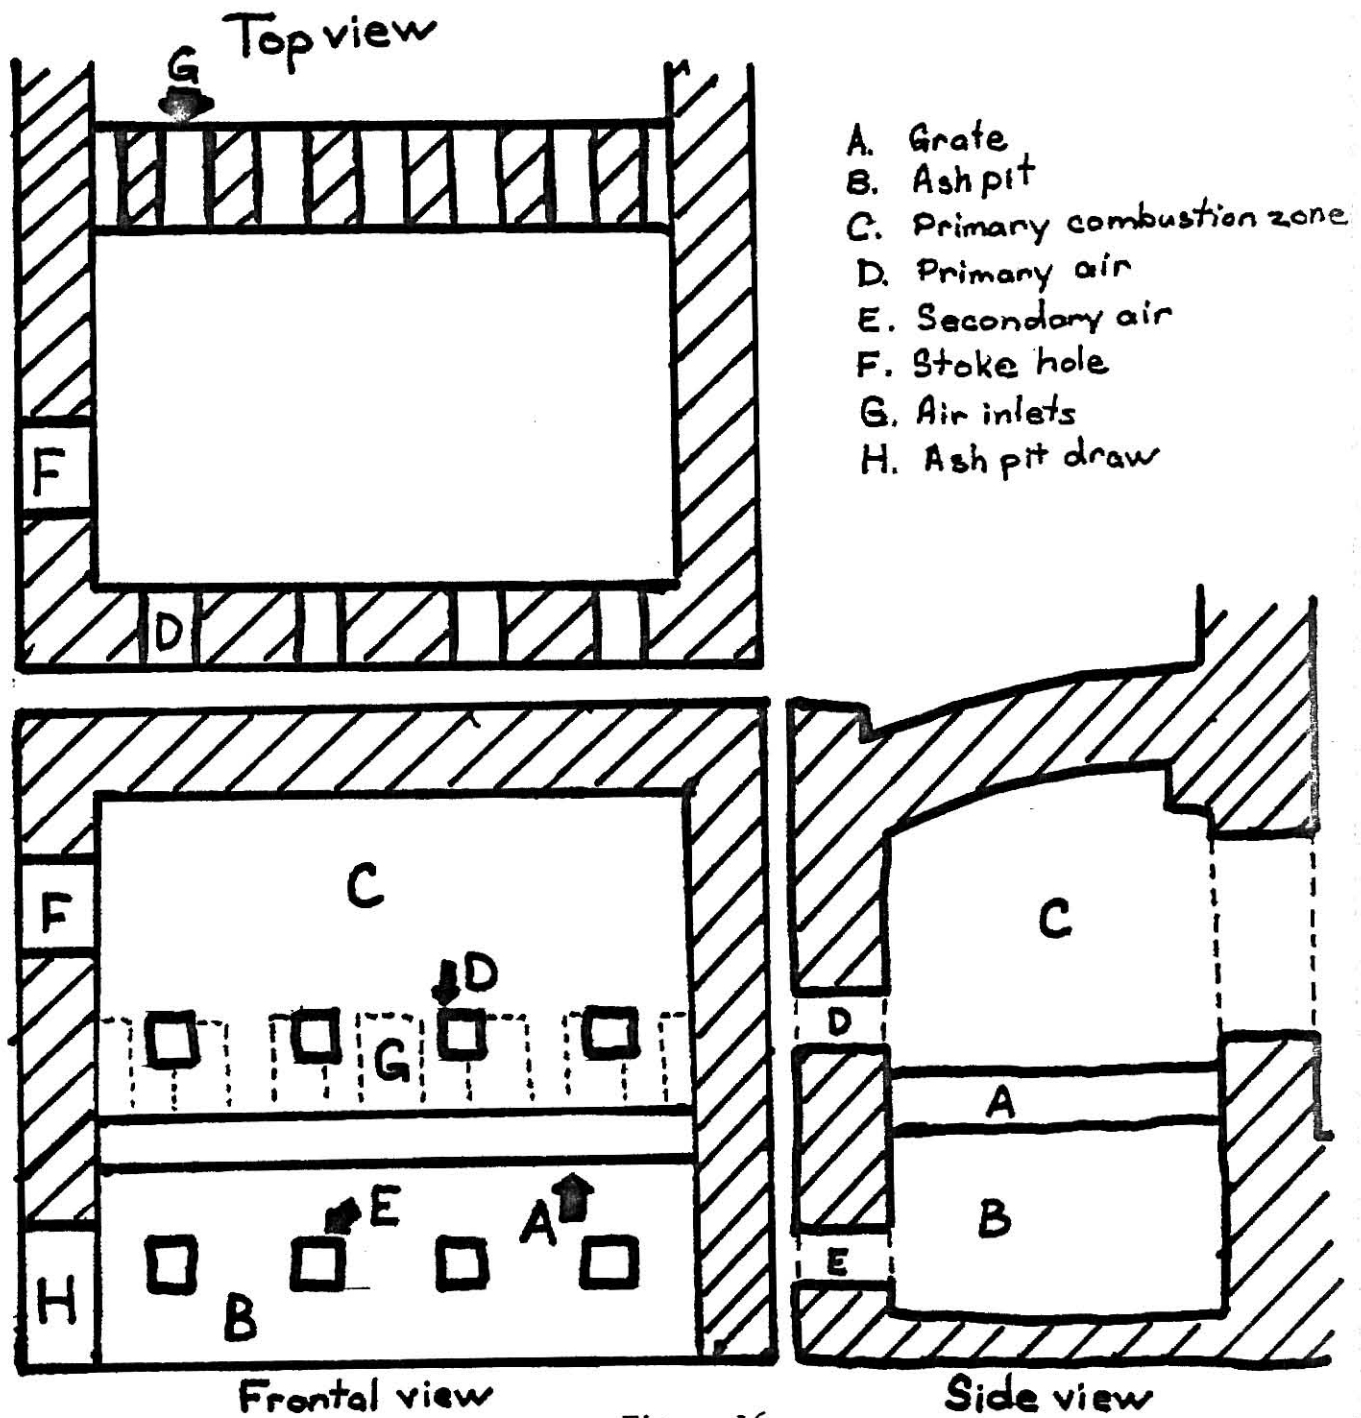 Top view
G
F
D
A. Grate
B. Ash pit
C. Primary combustion zone
D. Primary air
E. Secondary air
F. Stoke hole
G. Air inlets
H. Ash pit draw
C
F
D
G
E
A
H
B
Frontal view
C
D
A
B
E
Side view